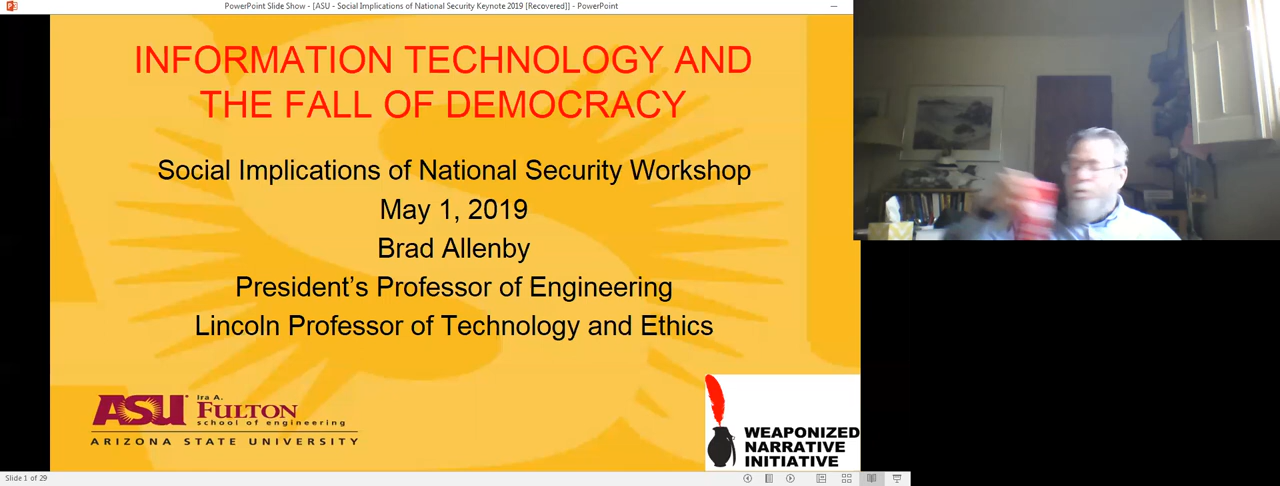 PowerPoint Slide Show - [ASU - Social Implications of National Security Keynote 2019 [Recovered]] - PowerPoint
INFORMATION TECHNOLOGY AND
THE FALL OF DEMOCRACY
Social Implications of National Security Workshop
May 1, 2019
Brad Allenby
President’s Professor of Engineering
Lincoln Professor of Technology and Ethics
ASU Ira A.
FULTON
school of engineering
ARIZONA STATE UNIVERSITY
WEAPONIZED
NARRATIVE
INITIATIVE
Slide 1 of 29